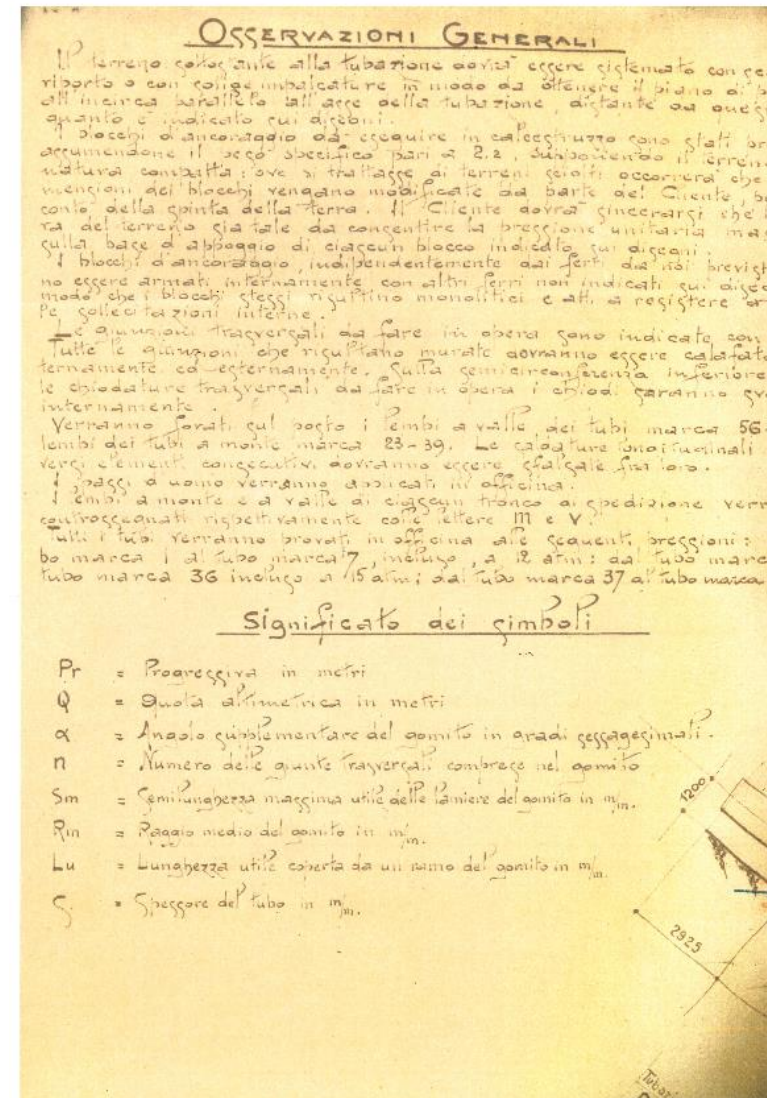 OSSERVAZIONI GENERALI
Il terreno sottostante alla tubazione dovrà essere sistemato con
riporto o con solide impalcature in modo da ottenere il piano di
all'incirca parallelo all'asse della tubazione, distante da
quanto è indicato sui disegni.
I blocchi d'ancoraggio da eseguire in calcestruzzo sono stati
assumendone il peso specifico pari a 2.2, supponendo il
natura compatta: ove si trattasse di terreni sciolti occorrerà che
dei blocchi vengano modificate da parte del Cliente,
conto della spinta della terra. Il Cliente dovrà sincerarsi che
del terreno sia tale da consentire la pressione unitaria
sulla base d'appoggio di ciascun blocco indicata sui disegni.
I blocchi d'ancoraggio, indipendentemente dai ferri da noi
no essere armati internamente con altri ferri non indicati sui
modo che i blocchi stessi risultino monolitici e atti a resistere
le sollecitazioni interne.
Le giunzioni trasversali da fare in opera sono indicate con
Tutte le giunzioni che risultano murate dovranno essere
ternamente ed esternamente. Sulla semicirconferenza inferiore
le chiodature trasversali da fare in opera i chiodi saranno
internamente.
Verranno forati sul posto i lembi a valle dei tubi marca 56
lembi dei tubi a monte marca 23-39. Le saldature longitudinali
versi elementi consecutivi dovranno essere sfalsate fra loro.
I passi d'uomo verranno applicati in officina.
I lembi a monte e a valle di ciascun tronco di spedizione
controssegnati rispettivamente colle lettere M e V.
Tutti i tubi verranno provati in officina alle seguenti pressioni:
bo marca 1 al tubo marca 7, incluso, a 12 atm: dal tubo
tubo marca 36 incluso a 15 atm; dal tubo marca 37 al tubo marca
Significato dei simboli
Pr = Progressiva in metri
Q = Quota altimetrica in metri
α = Angolo supplementare del gomito in gradi sessagesimali.
n = Numero delle giunte trasversali comprese nel gomito
Sm = Semilunghezza massima utile delle lamiere del gomito in m/m.
Rm = Raggio medio del gomito in m/m.
Lu = Lunghezza utile coperta da un ramo del gomito in m/m.
S. = Spessore del tubo in m/m.
1200
2925